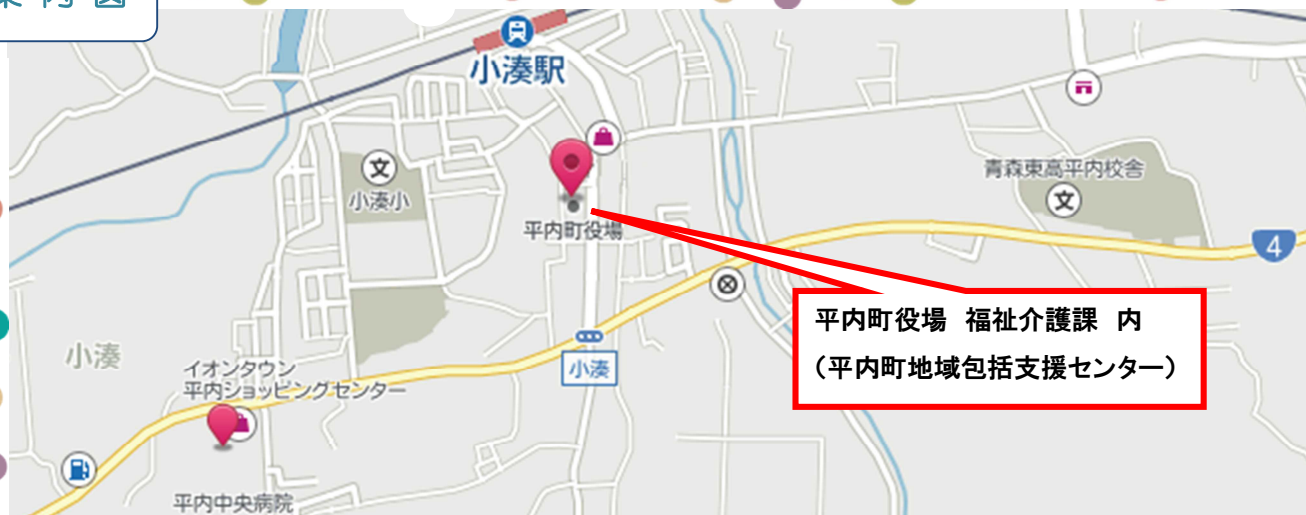 案内図
小湊駅
文
小湊小
平内町役場
青森東高平内校舎
文
4
平内町役場 福祉介護課 内
(平内町地域包括支援センター)
小湊
小湊
イオンタウン
平内ショッピングセンター
平内中央病院